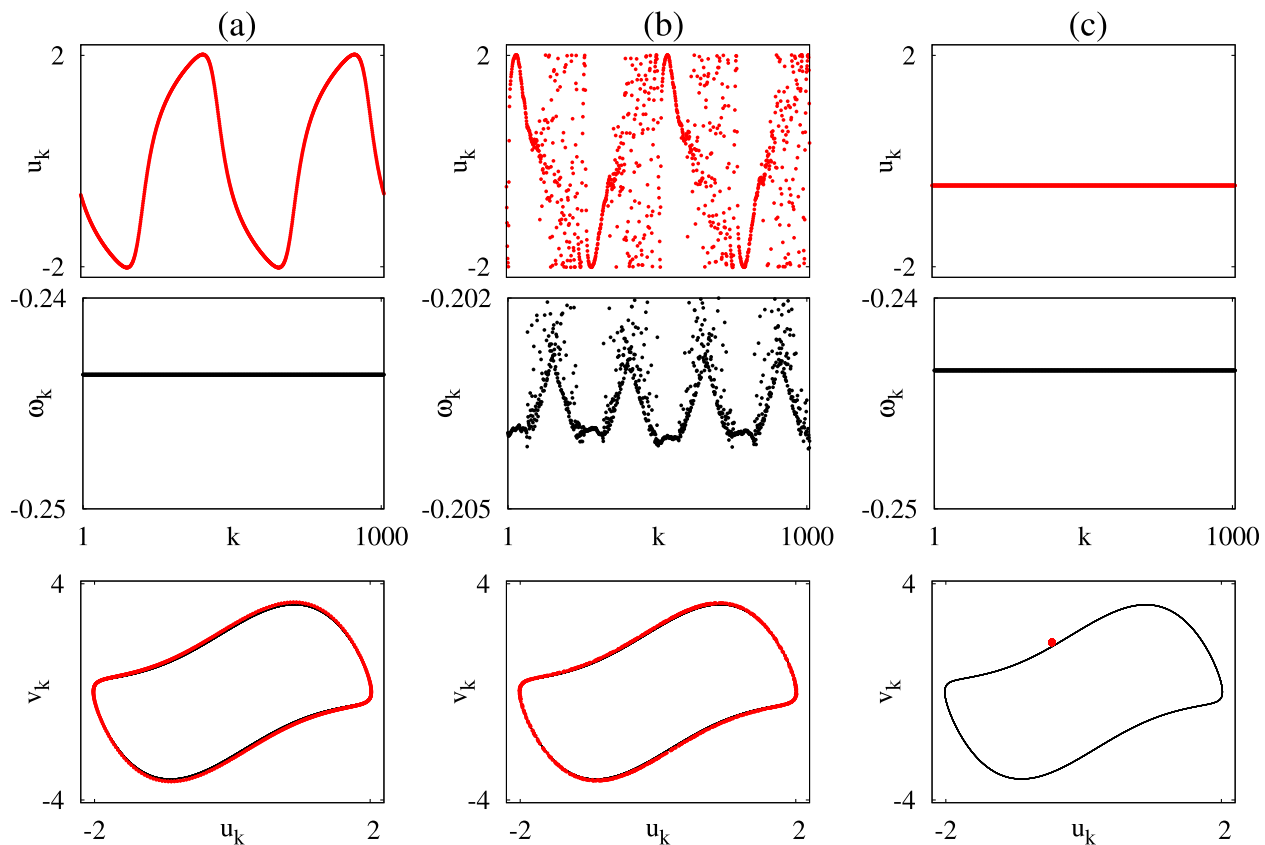 (a) (b) (c)
2 2 2
u_k u_k u_k
-2 -2 -2
-0.24 -0.202 -0.24
ω_k ω_k ω_k
-0.25 -0.205 -0.25
1 k 1000 1 k 1000 1 k 1000
4 4 4
v_k v_k v_k
-4 -4 -4
-2 u_k 2 -2 u_k 2 -2 u_k 2